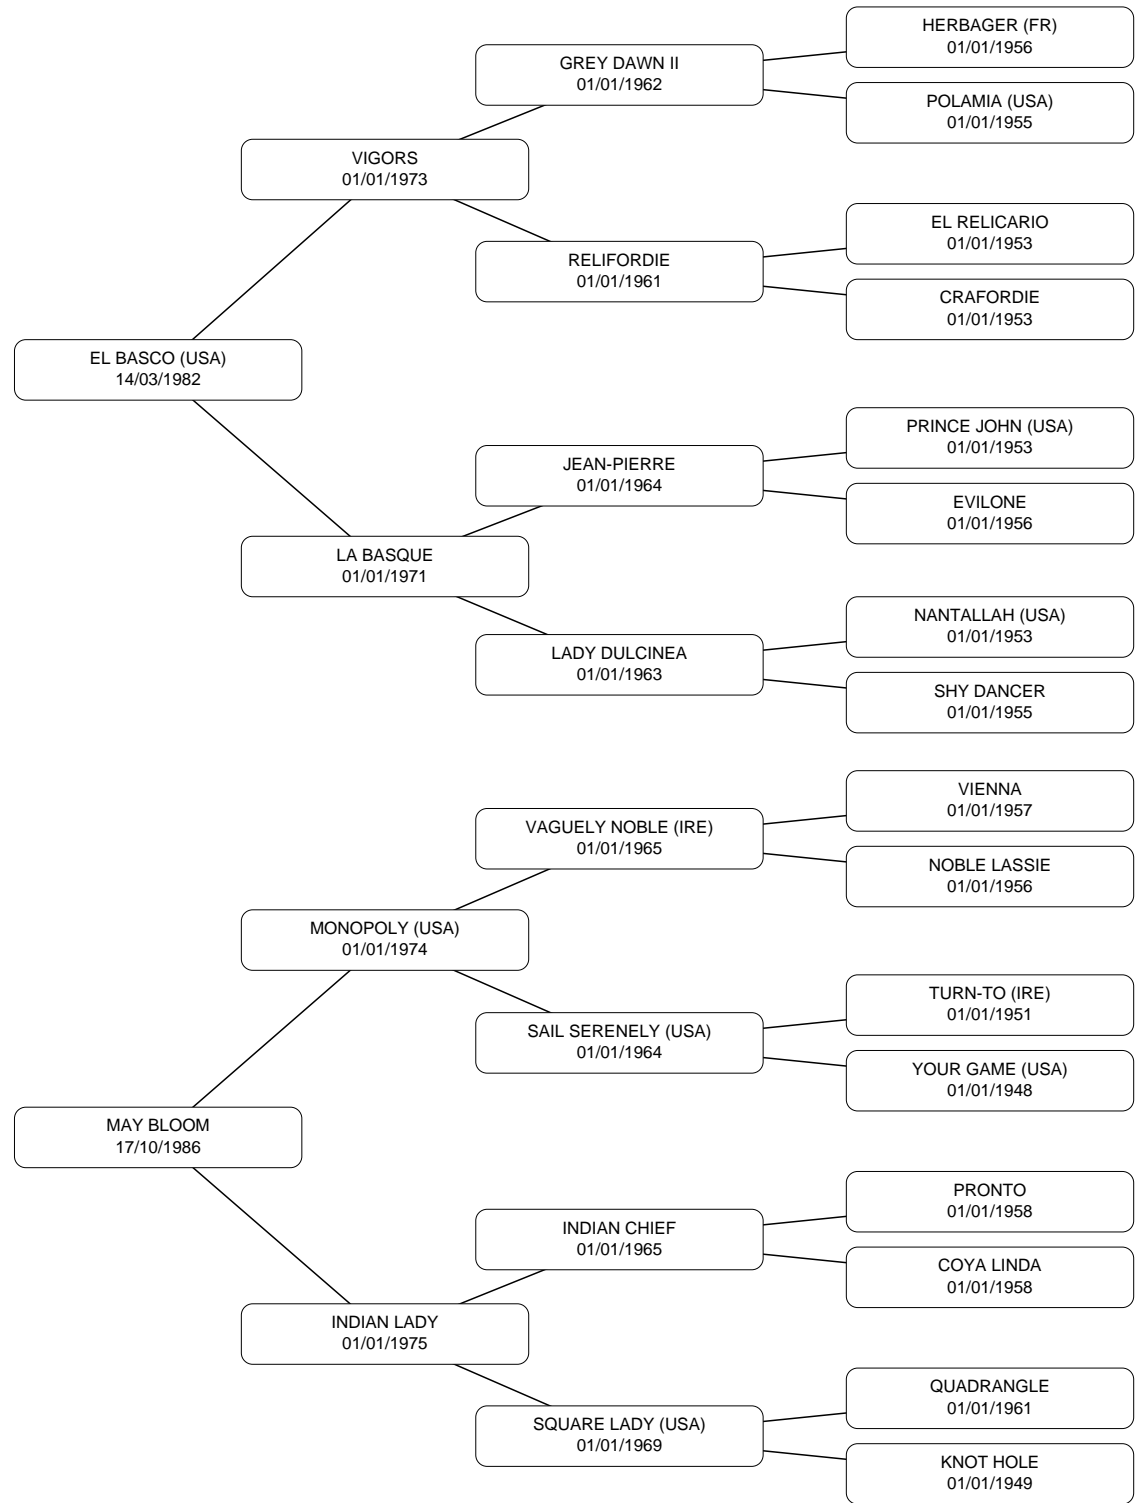 HERBAGER (FR)
01/01/1956
GREY DAWN II
01/01/1962
POLAMIA (USA)
01/01/1955
VIGORS
01/01/1973
EL RELICARIO
01/01/1953
RELIFORDIE
01/01/1961
CRAFORDIE
01/01/1953
EL BASCO (USA)
14/03/1982
PRINCE JOHN (USA)
01/01/1953
JEAN-PIERRE
01/01/1964
EVILONE
01/01/1956
LA BASQUE
01/01/1971
NANTALLAH (USA)
01/01/1953
LADY DULCINEA
01/01/1963
SHY DANCER
01/01/1955
VIENNA
01/01/1957
VAGUELY NOBLE (IRE)
01/01/1965
NOBLE LASSIE
01/01/1956
MONOPOLY (USA)
01/01/1974
TURN-TO (IRE)
01/01/1951
SAIL SERENELY (USA)
01/01/1964
YOUR GAME (USA)
01/01/1948
MAY BLOOM
17/10/1986
PRONTO
01/01/1958
INDIAN CHIEF
01/01/1965
COYA LINDA
01/01/1958
INDIAN LADY
01/01/1975
QUADRANGLE
01/01/1961
SQUARE LADY (USA)
01/01/1969
KNOT HOLE
01/01/1949